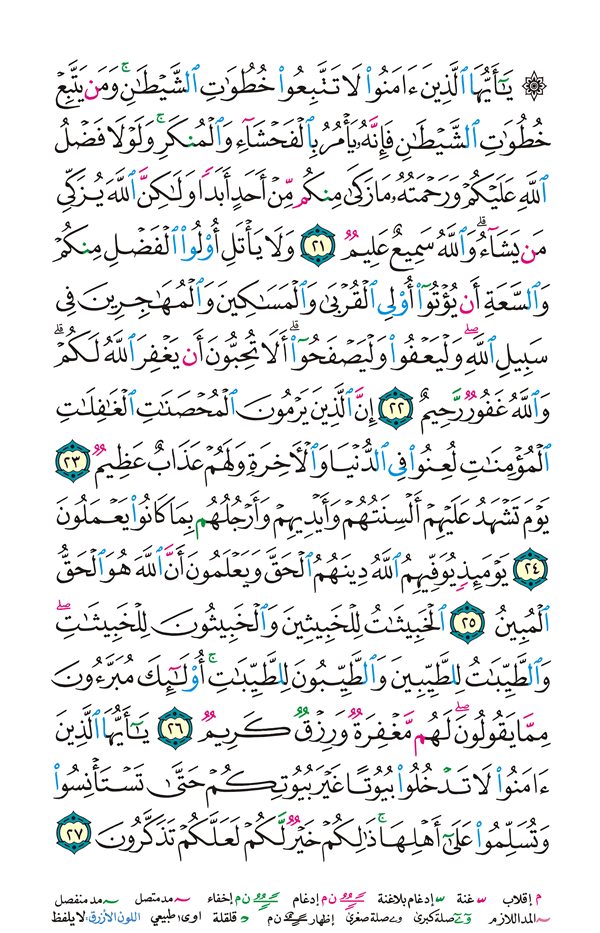 ۞ يَٰٓأَيُّهَا ٱلَّذِينَ ءَامَنُوا۟ لَا تَتَّبِعُوا۟ خُطُوَٰتِ ٱلشَّيْطَٰنِ ۚ وَمَن يَتَّبِعْ
خُطُوَٰتِ ٱلشَّيْطَٰنِ فَإِنَّهُۥ يَأْمُرُ بِٱلْفَحْشَآءِ وَٱلْمُنكَرِ ۚ وَلَوْلَا فَضْلُ
ٱللَّهِ عَلَيْكُمْ وَرَحْمَتُهُۥ مَا زَكَىٰ مِنكُم مِّنْ أَحَدٍ أَبَدًا وَلَٰكِنَّ ٱللَّهَ يُزَكِّى
مَن يَشَآءُ ۗ وَٱللَّهُ سَمِيعٌ عَلِيمٌ ٢١ وَلَا يَأْتَلِ أُو۟لُوا۟ ٱلْفَضْلِ مِنكُمْ
وَٱلسَّعَةِ أَن يُؤْتُوٓا۟ أُو۟لِى ٱلْقُرْبَىٰ وَٱلْمَسَٰكِينَ وَٱلْمُهَٰجِرِينَ فِى
سَبِيلِ ٱللَّهِ ۖ وَلْيَعْفُوا۟ وَلْيَصْفَحُوٓا۟ ۗ أَلَا تُحِبُّونَ أَن يَغْفِرَ ٱللَّهُ لَكُمْ ۗ
وَٱللَّهُ غَفُورٌ رَّحِيمٌ ٢٢ إِنَّ ٱلَّذِينَ يَرْمُونَ ٱلْمُحْصَنَٰتِ ٱلْغَٰفِلَٰتِ
ٱلْمُؤْمِنَٰتِ لُعِنُوا۟ فِى ٱلدُّنْيَا وَٱلْءَاخِرَةِ وَلَهُمْ عَذَابٌ عَظِيمٌ ٢٣
يَوْمَ تَشْهَدُ عَلَيْهِمْ أَلْسِنَتُهُمْ وَأَيْدِيهِمْ وَأَرْجُلُهُم بِمَا كَانُوا۟ يَعْمَلُونَ
٢٤ يَوْمَئِذٍ يُوَفِّيهِمُ ٱللَّهُ دِينَهُمُ ٱلْحَقَّ وَيَعْلَمُونَ أَنَّ ٱللَّهَ هُوَ ٱلْحَقُّ
ٱلْمُبِينُ ٢٥ ٱلْخَبِيثَٰتُ لِلْخَبِيثِينَ وَٱلْخَبِيثُونَ لِلْخَبِيثَٰتِ ۖ
وَٱلطَّيِّبَٰتُ لِلطَّيِّبِينَ وَٱلطَّيِّبُونَ لِلطَّيِّبَٰتِ ۚ أُو۟لَٰٓئِكَ مُبَرَّءُونَ
مِمَّا يَقُولُونَ ۖ لَهُم مَّغْفِرَةٌ وَرِزْقٌ كَرِيمٌ ٢٦ يَٰٓأَيُّهَا ٱلَّذِينَ
ءَامَنُوا۟ لَا تَدْخُلُوا۟ بُيُوتًا غَيْرَ بُيُوتِكُمْ حَتَّىٰ تَسْتَأْنِسُوا۟
وَتُسَلِّمُوا۟ عَلَىٰٓ أَهْلِهَا ۚ ذَٰلِكُمْ خَيْرٌ لَّكُمْ لَعَلَّكُمْ تَذَكَّرُونَ ٢٧
م إقلاب غنة إدغام بلاغنة ن م إدغام ن م إخفاء مد متصل مد منفصل
المد اللازم صلة كبرى صلة صغرى إظهار ن م قلقلة اوى: طبيعي اللون الأزرق: لا يلفظ